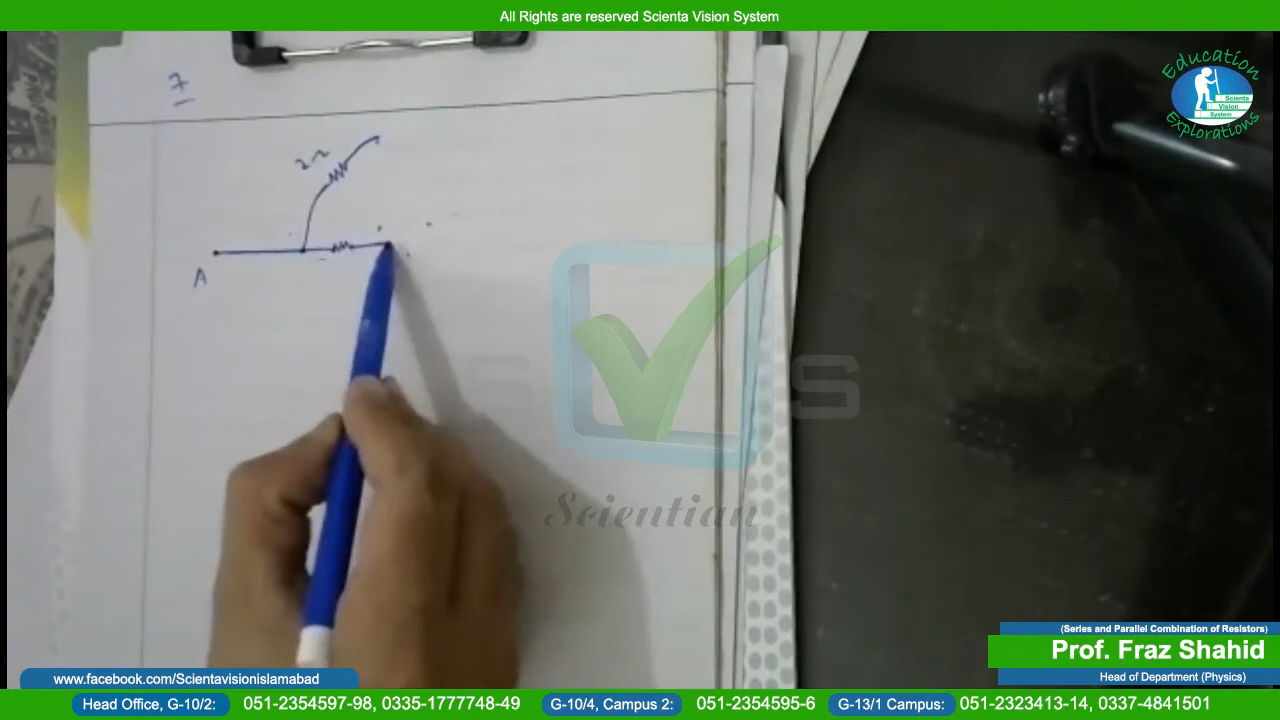 All Rights are reserved Scienta Vision System
Education
Scienta
Vision
System
Explorations
7
2Ω
A
S S
Scientian
(Series and Parallel Combination of Resistors)
Prof. Fraz Shahid
Head of Department (Physics)
www.facebook.com/Scientavisionislamabad
Head Office, G-10/2: 051-2354597-98, 0335-1777748-49 G-10/4, Campus 2: 051-2354595-6 G-13/1 Campus: 051-2323413-14, 0337-4841501